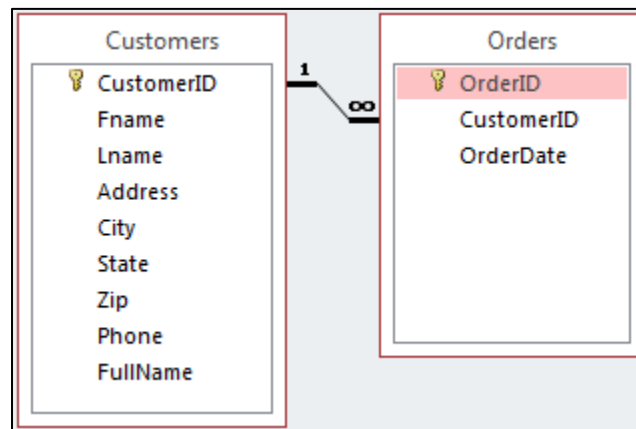 Customers
CustomerID
Fname
Lname
Address
City
State
Zip
Phone
FullName
1
∞
Orders
OrderID
CustomerID
OrderDate